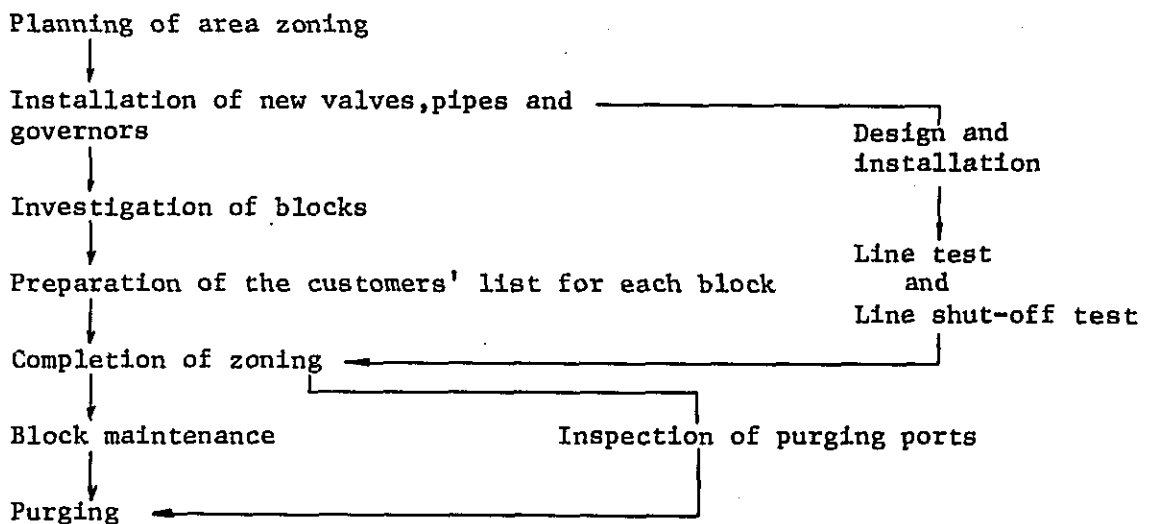 Planning of area zoning
Installation of new valves,pipes and
governors
Design and
installation
Investigation of blocks
Line test
and
Line shut-off test
Preparation of the customers' list for each block
Completion of zoning
Block maintenance
Inspection of purging ports
Purging